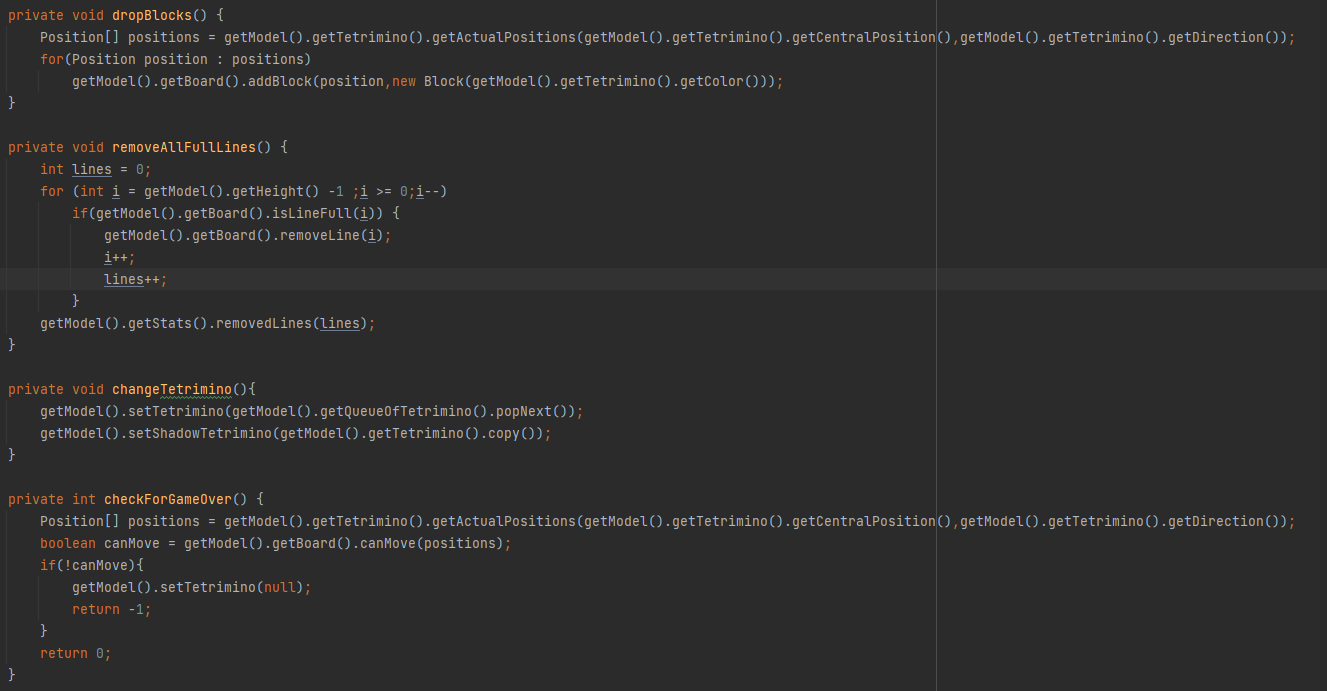 private void dropBlocks() {
    Position[] positions = getModel().getTetrimino().getActualPositions(getModel().getTetrimino().getCentralPosition(),getModel().getTetrimino().getDirection());
    for(Position position : positions)
        getModel().getBoard().addBlock(position,new Block(getModel().getTetrimino().getColor()));
}

private void removeAllFullLines() {
    int lines = 0;
    for (int i = getModel().getHeight() -1 ;i >= 0;i--)
        if(getModel().getBoard().isLineFull(i)) {
            getModel().getBoard().removeLine(i);
            i++;
            lines++;
        }
    getModel().getStats().removedLines(lines);
}

private void changeTetrimino(){
    getModel().setTetrimino(getModel().getQueueOfTetrimino().popNext());
    getModel().setShadowTetrimino(getModel().getTetrimino().copy());
}

private int checkForGameOver() {
    Position[] positions = getModel().getTetrimino().getActualPositions(getModel().getTetrimino().getCentralPosition(),getModel().getTetrimino().getDirection());
    boolean canMove = getModel().getBoard().canMove(positions);
    if(!canMove){
        getModel().setTetrimino(null);
        return -1;
    }
    return 0;
}